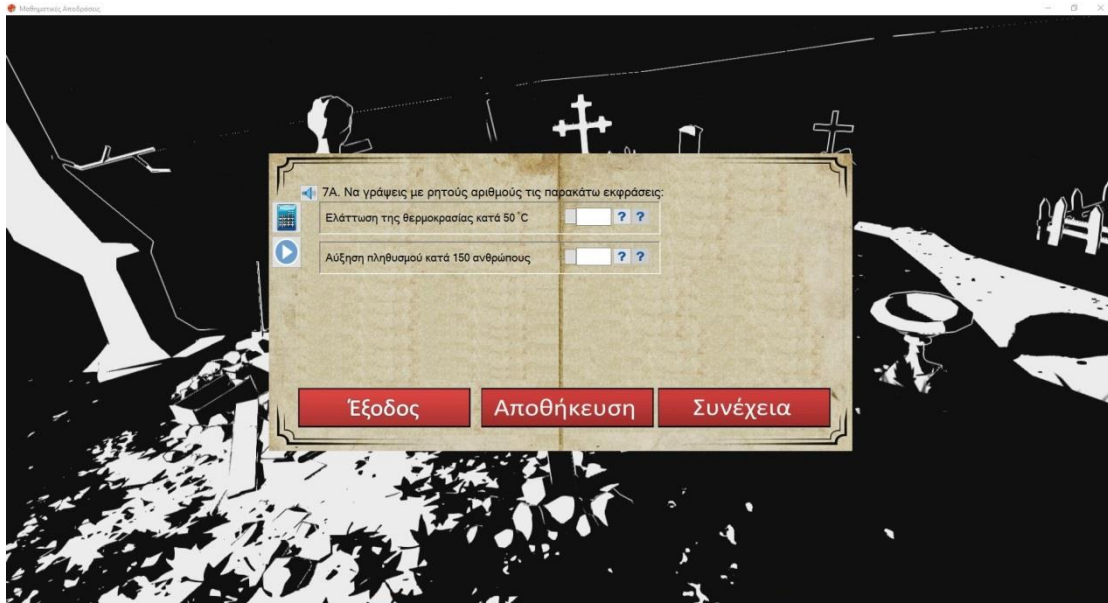 Μαθηματικές Αποδράσεις
7Α. Να γράψεις με ρητούς αριθμούς τις παρακάτω εκφράσεις:
Ελάττωση της θερμοκρασίας κατά 50 °C ? ?
Αύξηση πληθυσμού κατά 150 ανθρώπους ? ?
Έξοδος Αποθήκευση Συνέχεια